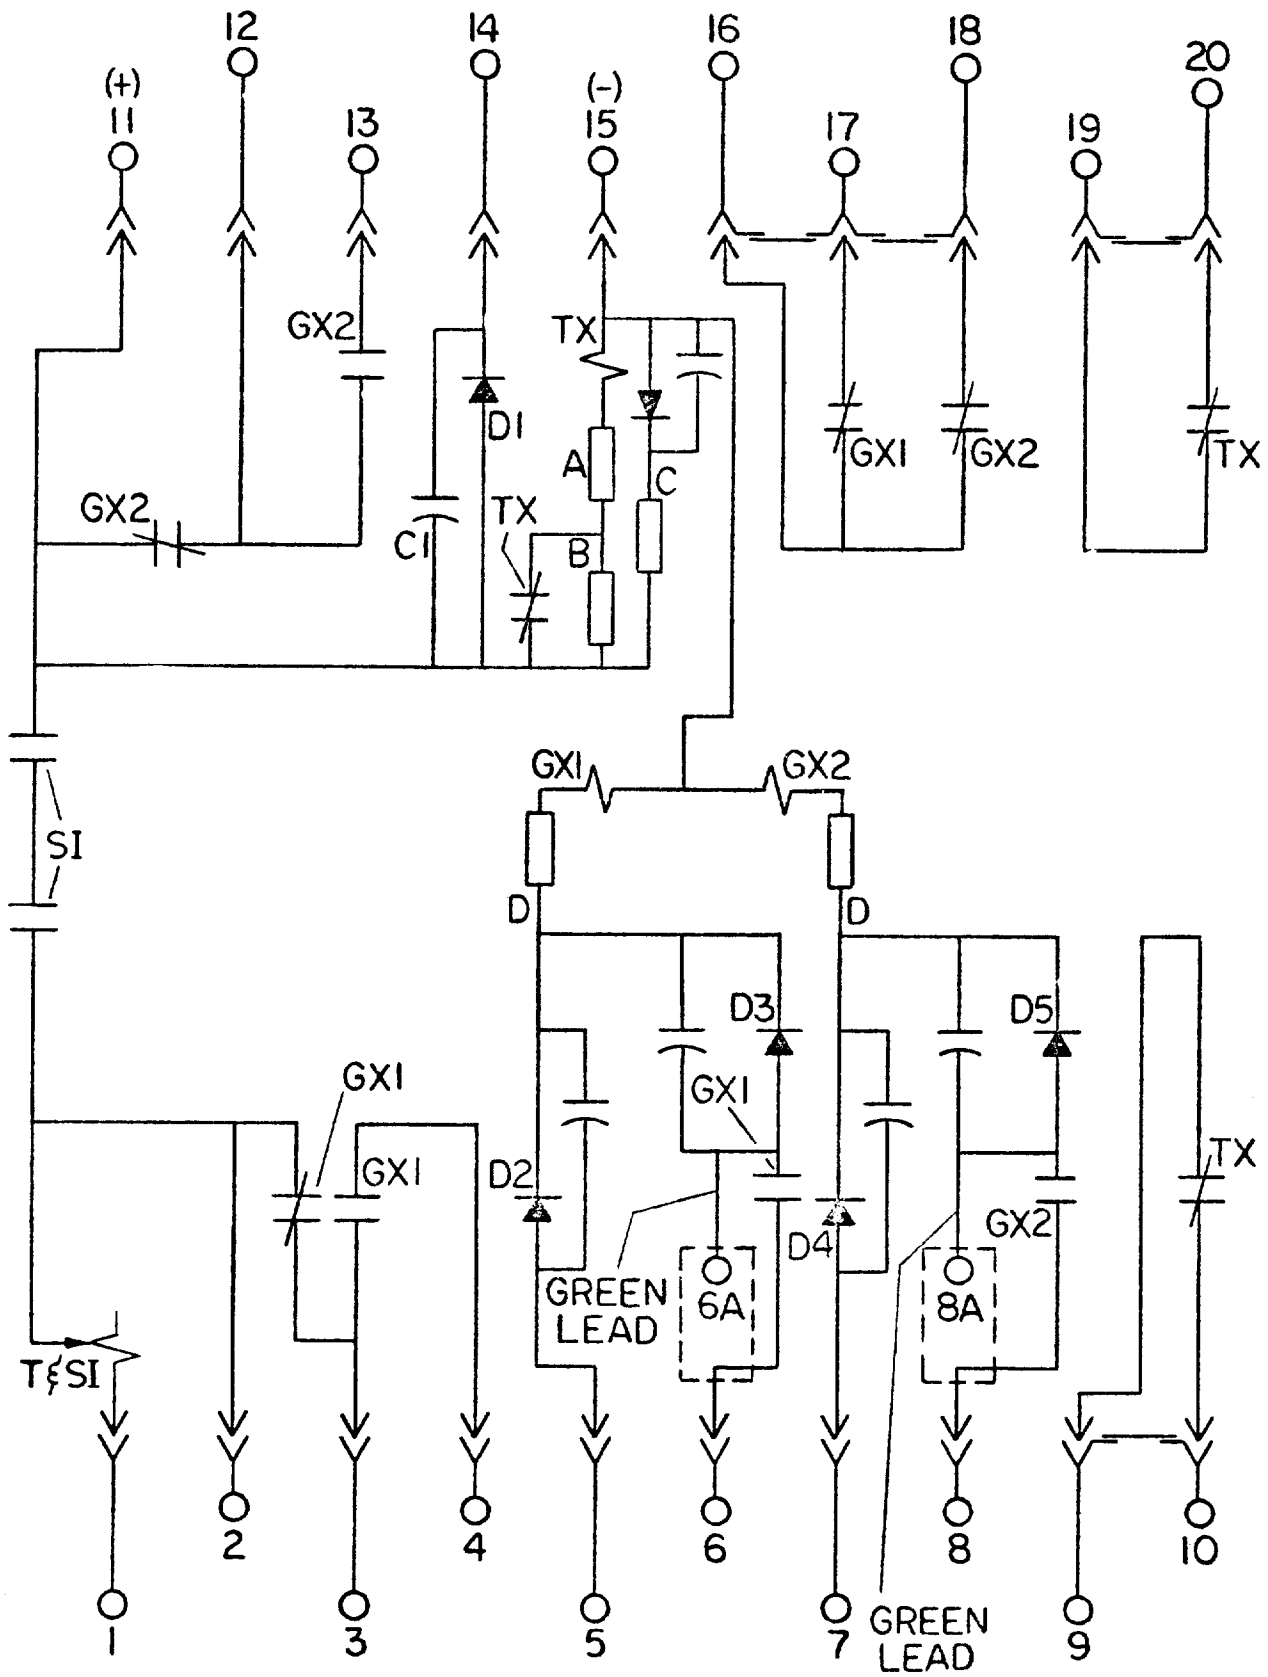 12
14
16
18
20
(+)
11
13
(-)
15
17
19
GX2
TX
D1
A
C
GX1
GX2
TX
GX2
C1
TX
B
GX1
GX2
SI
D
D
D3
D5
GX1
GX1
GX1
D2
D4
GX2
TX
GREEN
LEAD
6A
8A
T&SI
2
4
6
8
10
1
3
5
7
GREEN
LEAD
9